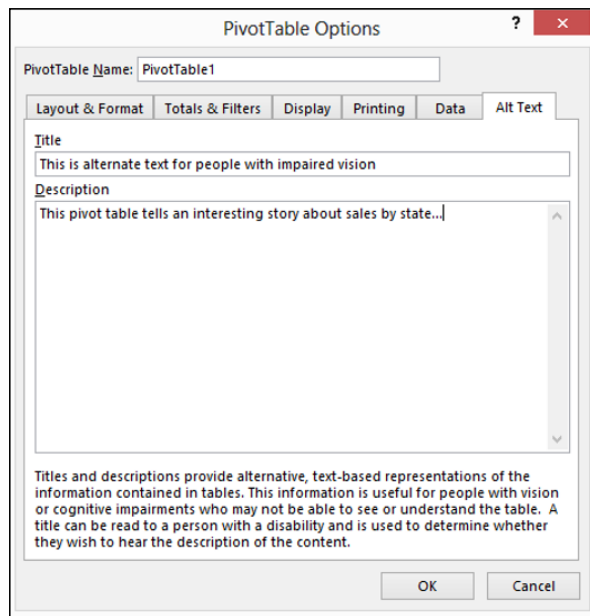 PivotTable Options
?
PivotTable Name: PivotTable1
Layout & Format Totals & Filters Display Printing Data Alt Text
Title
This is alternate text for people with impaired vision
Description
This pivot table tells an interesting story about sales by state...
Titles and descriptions provide alternative, text-based representations of the
information contained in tables. This information is useful for people with vision
or cognitive impairments who may not be able to see or understand the table. A
title can be read to a person with a disability and is used to determine whether
they wish to hear the description of the content.
OK Cancel